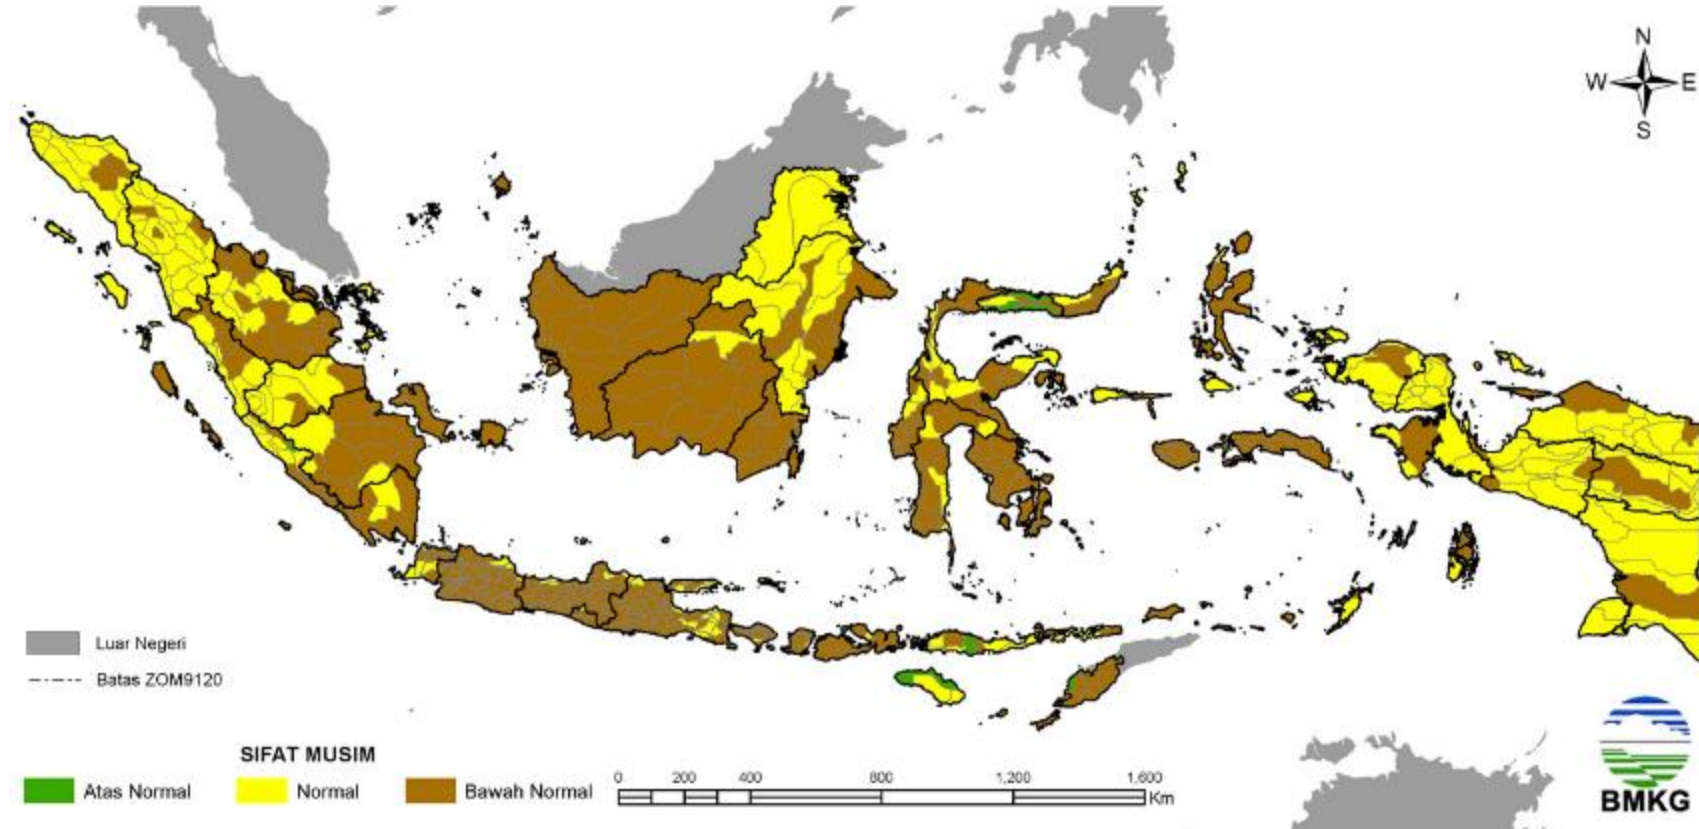 N
W E
S
Luar Negeri
Batas ZOM9120
SIFAT MUSIM
Atas Normal
Normal
Bawah Normal
0 200 400 800 1,200 1,600
Km
BMKG